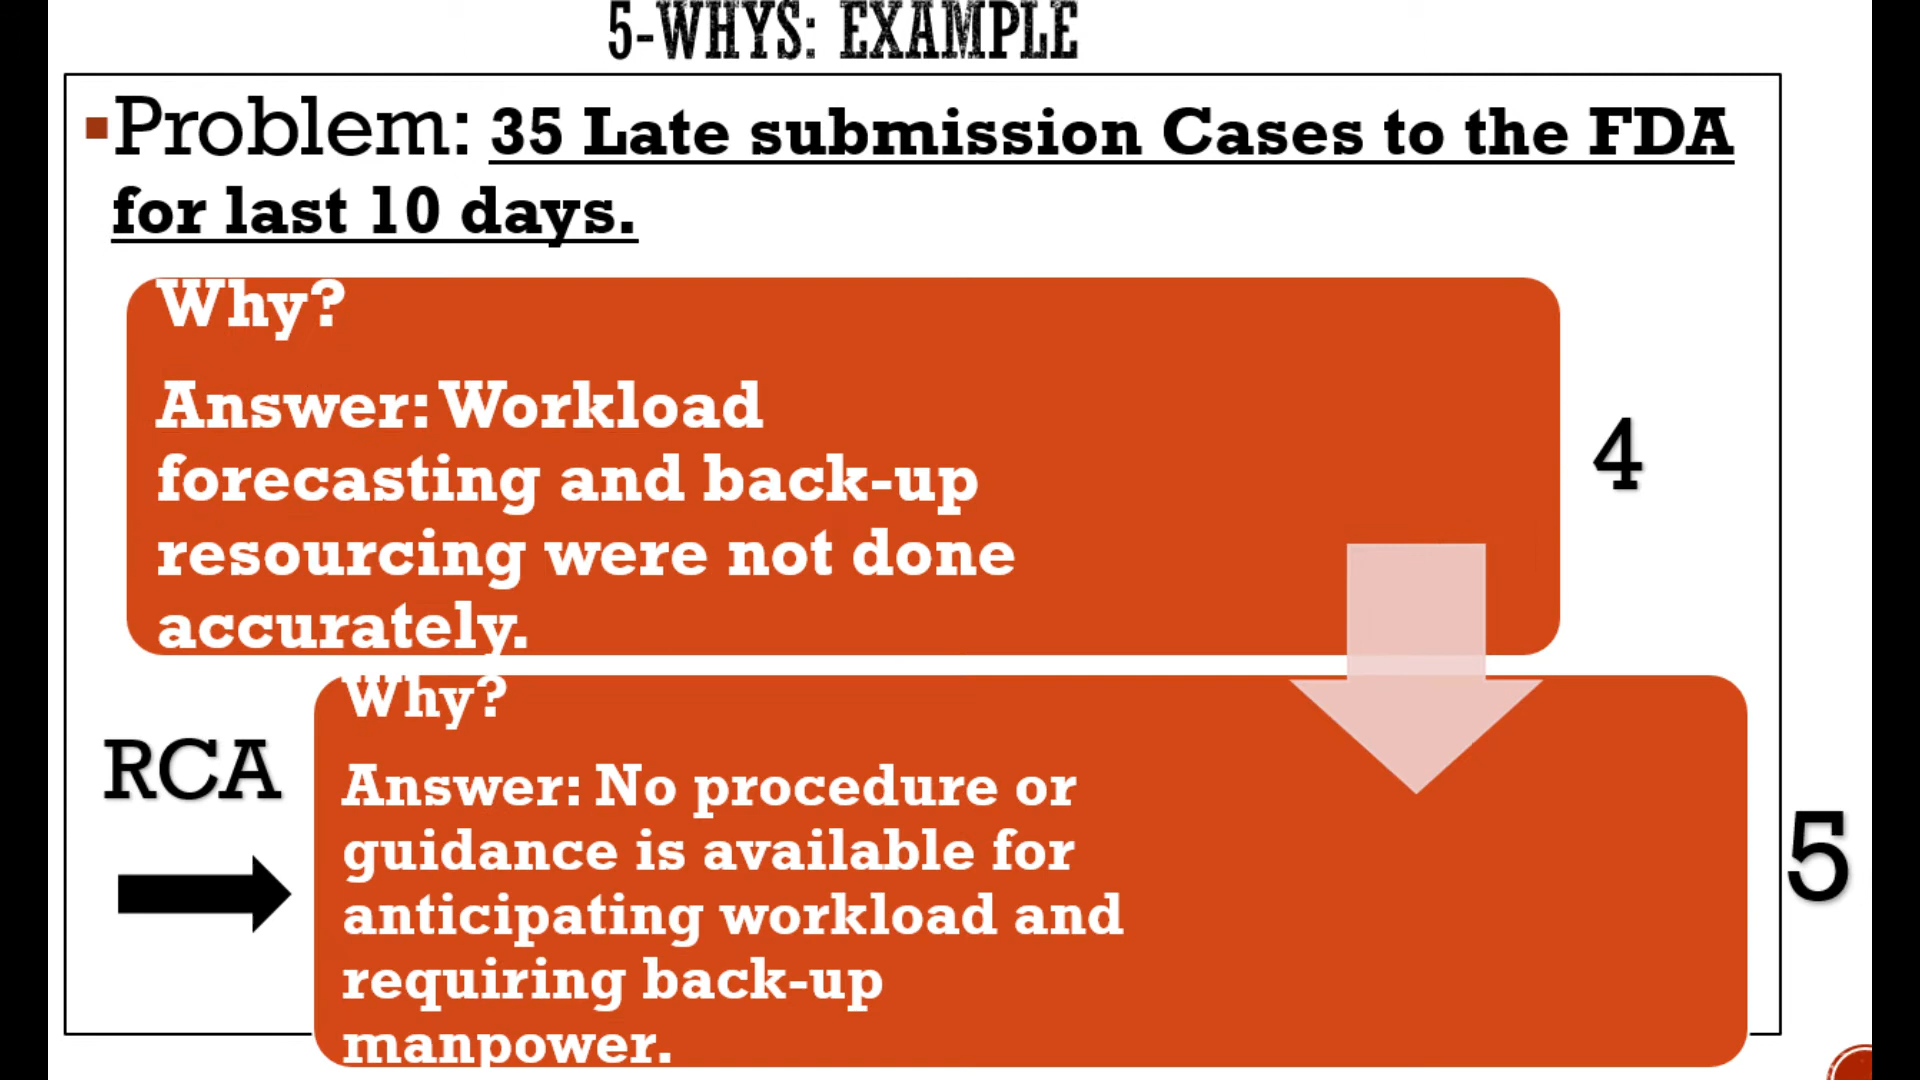 5-WHYS: EXAMPLE
▪Problem: 35 Late submission Cases to the FDA
for last 10 days.
Why?
Answer: Workload
forecasting and back-up
resourcing were not done
accurately.
4
Why?
Answer: No procedure or
guidance is available for
anticipating workload and
requiring back-up
manpower.
RCA
5